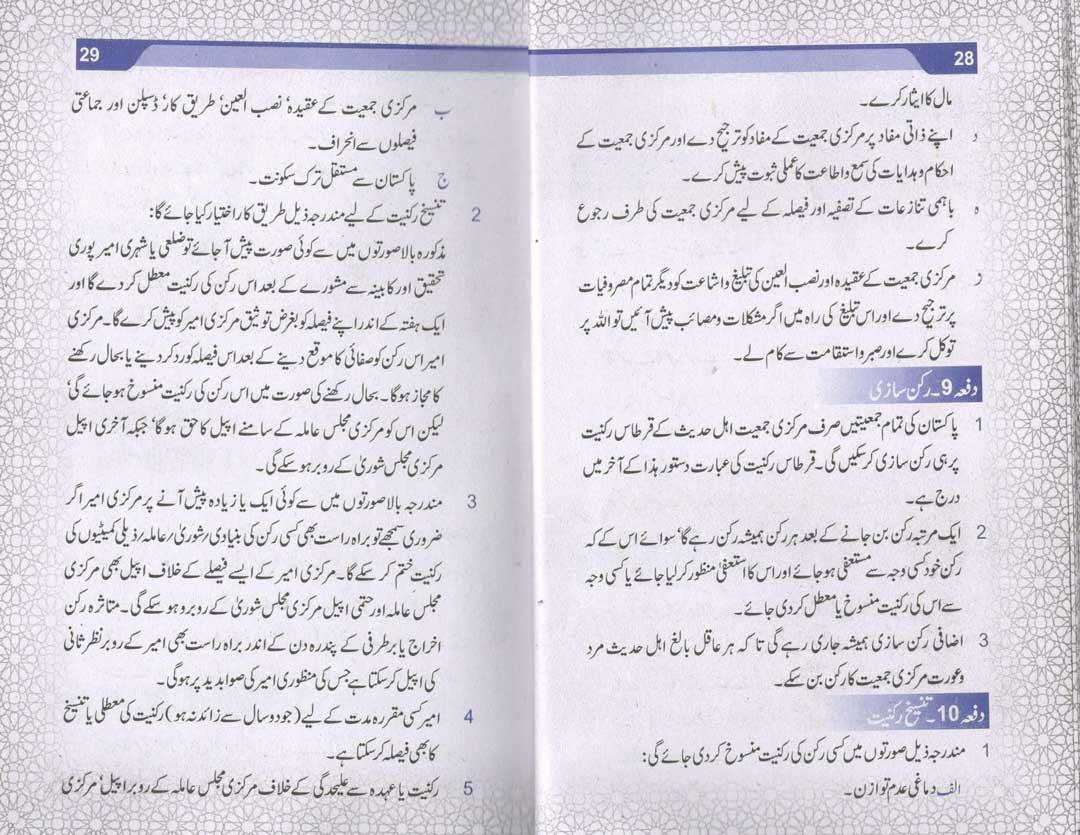 28
مال کا ایثار کرے۔
د اپنے ذاتی مفاد پر مرکزی جمعیت کے مفاد کو ترجیح دے اور مرکزی جمعیت کے
احکام و ہدایات کی سمع و اطاعت کا عملی ثبوت پیش کرے۔
ہ باہمی تنازعات کے تصفیہ اور فیصلہ کے لیے مرکزی جمعیت کی طرف رجوع
کرے۔
ر مرکزی جمعیت کے عقیدہ اور نصب العین کی تبلیغ و اشاعت کو دیگر تمام مصروفیات
پر ترجیح دے اور اس تبلیغ کی راہ میں اگر مشکلات و مصائب پیش آئیں تو اللہ پر
توکل کرے اور صبر و استقامت سے کام لے۔
دفعہ 9۔ رکن سازی
1 پاکستان کی تمام جمعیتیں صرف مرکزی جمعیت اہل حدیث کے قرطاس رکنیت
پر ہی رکن سازی کر سکیں گی۔ قرطاس رکنیت کی عبارت دستور ہذا کے آخر میں
درج ہے۔
2 ایک مرتبہ رکن بن جانے کے بعد ہر رکن ہمیشہ رکن رہے گا‘ سوائے اس کے کہ
رکن خود کسی وجہ سے مستعفی ہو جائے اور اس کا استعفیٰ منظور کر لیا جائے یا کسی وجہ
سے اس کی رکنیت منسوخ یا معطل کر دی جائے۔
3 اضافی رکن سازی ہمیشہ جاری رہے گی تاکہ ہر عاقل بالغ اہل حدیث مرد
و عورت مرکزی جمعیت کا رکن بن سکے۔
دفعہ 10۔ تنسیخ رکنیت
1 مندرجہ ذیل صورتوں میں کسی رکن کی رکنیت منسوخ کر دی جائے گی:
الف دماغی عدم توازن۔
29
ب مرکزی جمعیت کے عقیدہ‘ نصب العین‘ طریق کار‘ ڈسپلن اور جماعتی
فیصلوں سے انحراف۔
ج پاکستان سے مستقل ترک سکونت۔
2 تنسیخ رکنیت کے لیے مندرجہ ذیل طریق کار اختیار کیا جائے گا:
مذکورہ بالا صورتوں میں سے کوئی صورت پیش آ جائے تو ضلعی یا شہری امیر پوری
تحقیق اور کابینہ سے مشورے کے بعد اس رکن کی رکنیت معطل کر دے گا اور
ایک ہفتہ کے اندر اپنے فیصلہ کو بغرض توثیق مرکزی امیر کو پیش کرے گا۔ مرکزی
امیر اس رکن کو صفائی کا موقع دینے کے بعد اس فیصلہ کو رد کر دینے یا بحال رکھنے
کا مجاز ہو گا۔ بحال رکھنے کی صورت میں اس رکن کی رکنیت منسوخ ہو جائے گی‘
لیکن اس کو مرکزی مجلس عاملہ کے سامنے اپیل کا حق ہو گا‘ جبکہ آخری اپیل
مرکزی مجلس شوریٰ کے روبرو ہو سکے گی۔
3 مندرجہ بالا صورتوں میں سے کوئی ایک یا زیادہ پیش آنے پر مرکزی امیر اگر
ضروری سمجھے تو براہ راست بھی کسی رکن کی بنیادی؍شوریٰ؍عاملہ؍ذیلی کمیٹیوں کی
رکنیت ختم کر سکے گا۔ مرکزی امیر کے ایسے فیصلے کے خلاف اپیل بھی مرکزی
مجلس عاملہ اور حتمی اپیل مرکزی مجلس شوریٰ کے روبرو ہو سکے گی۔ متاثرہ رکن
اخراج یا برطرفی کے پندرہ دن کے اندر براہ راست بھی امیر کے روبرو نظر ثانی
کی اپیل کر سکتا ہے جس کی منظوری امیر کی صوابدید پر ہو گی۔
4 امیر کسی مقررہ مدت کے لیے (جو دو سال سے زائد نہ ہو) رکنیت کی معطلی یا تنسیخ
کا بھی فیصلہ کر سکتا ہے۔
5 رکنیت یا عہدہ سے علیحدگی کے خلاف مرکزی مجلس عاملہ کے روبرو اپیل‘ مرکزی